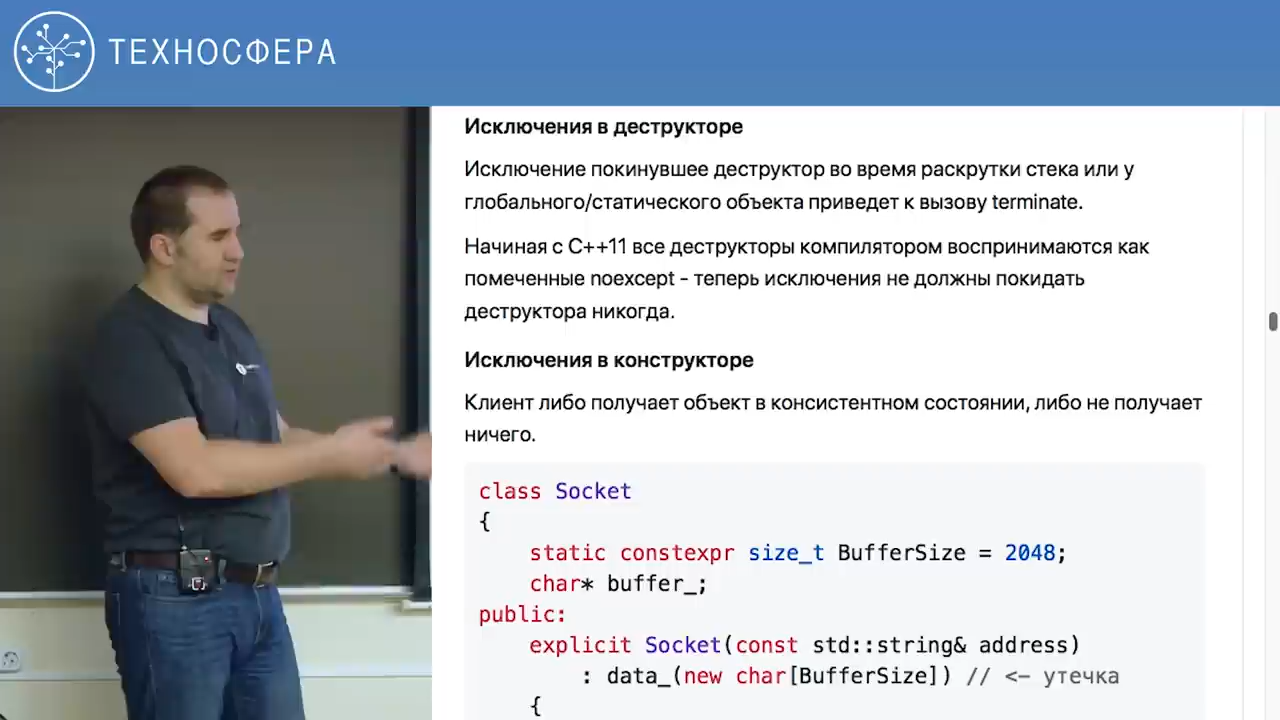 ТЕХНОСФЕРА
Исключения в деструкторе
Исключение покинувшее деструктор во время раскрутки стека или у
глобального/статического объекта приведет к вызову terminate.
Начиная с C++11 все деструкторы компилятором воспринимаются как
помеченные noexcept - теперь исключения не должны покидать
деструктора никогда.
Исключения в конструкторе
Клиент либо получает объект в консистентном состоянии, либо не получает
ничего.
class Socket
{
static constexpr size_t BufferSize = 2048;
char* buffer_;
public:
explicit Socket(const std::string& address)
: data_(new char[BufferSize]) // <- утечка
{